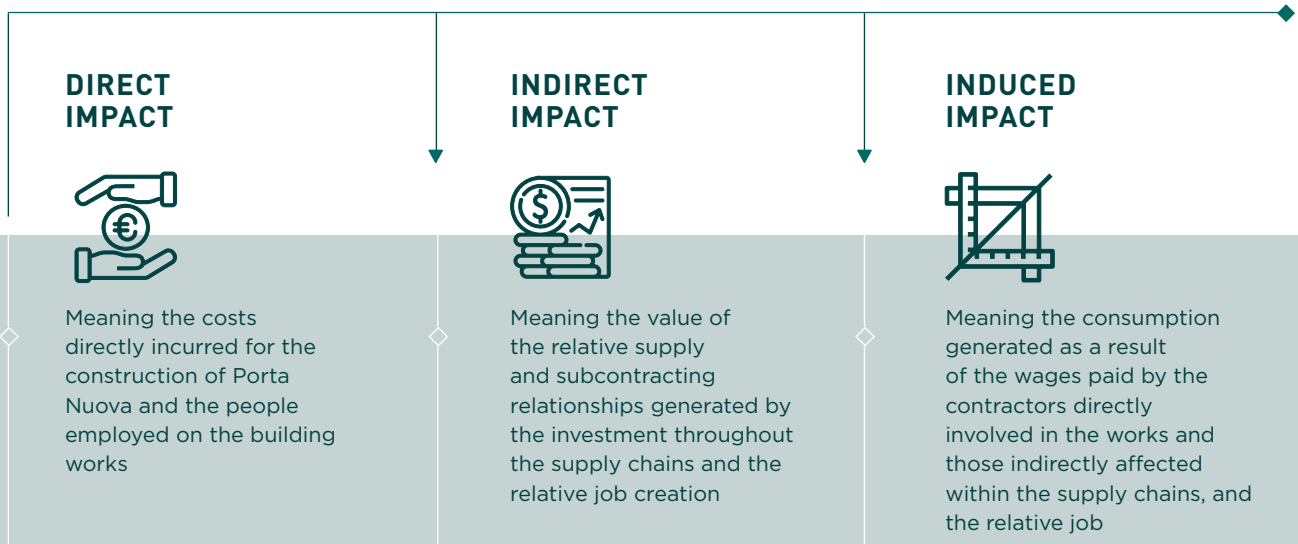 DIRECT
IMPACT
€
Meaning the costs
directly incurred for the
construction of Porta
Nuova and the people
employed on the building
works
INDIRECT
IMPACT
$
Meaning the value of
the relative supply
and subcontracting
relationships generated by
the investment throughout
the supply chains and the
relative job creation
INDUCED
IMPACT
Meaning the consumption
generated as a result
of the wages paid by the
contractors directly
involved in the works and
those indirectly affected
within the supply chains, and
the relative job